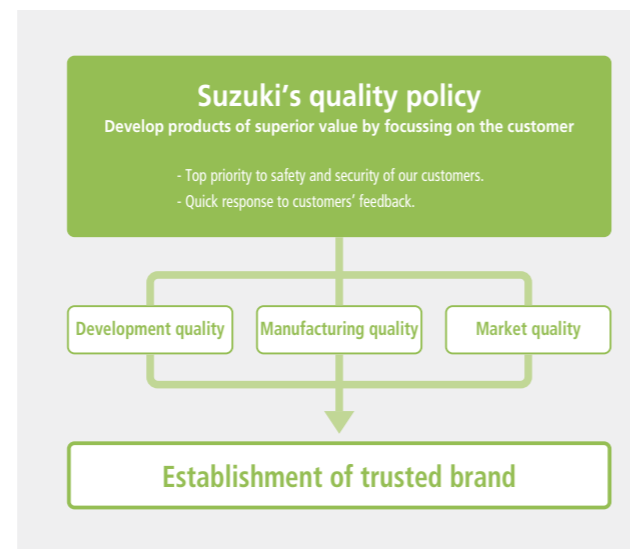 Suzuki’s quality policy
Develop products of superior value by focussing on the customer
- Top priority to safety and security of our customers.
- Quick response to customers’ feedback.
Development quality
Manufacturing quality
Market quality
Establishment of trusted brand